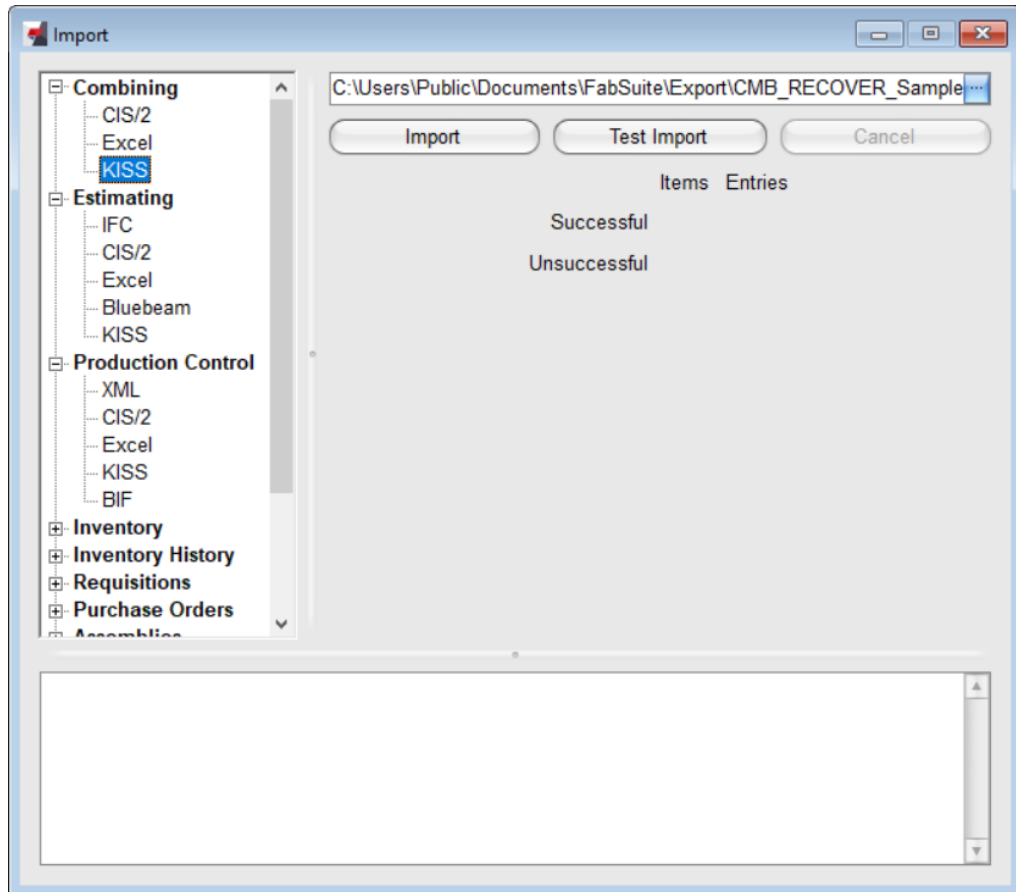 Import
Combining
CIS/2
Excel
KISS
Estimating
IFC
CIS/2
Excel
Bluebeam
KISS
Production Control
XML
CIS/2
Excel
KISS
BIF
Inventory
Inventory History
Requisitions
Purchase Orders
Assemblies
C:\Users\Public\Documents\FabSuite\Export\CMB_RECOVER_Sample ...
Import Test Import Cancel
Items Entries
Successful
Unsuccessful